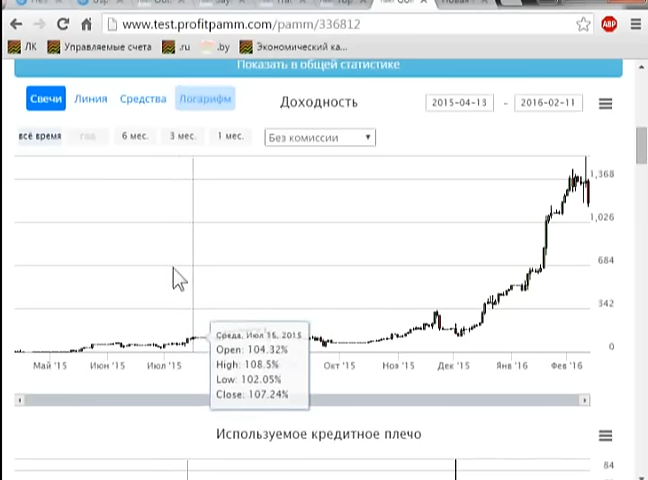 www.test.profitpamm.com/pamm/336812
ABP
ЛК Управляемые счета .ru .by Экономический ка...
Показать в общей статистике
Свечи Линия Средства Логарифм Доходность 2015-04-13 - 2016-02-11
всё время год 6 мес. 3 мес. 1 мес. Без комиссии
1,368
1,026
684
342
0
Среда, Июл 15, 2015
Open: 104.32%
High: 108.5%
Low: 102.05%
Close: 107.24%
Май '15 Июн '15 Июл '15 Окт '15 Ноя '15 Дек '15 Янв '16 Фев '16
Используемое кредитное плечо
84